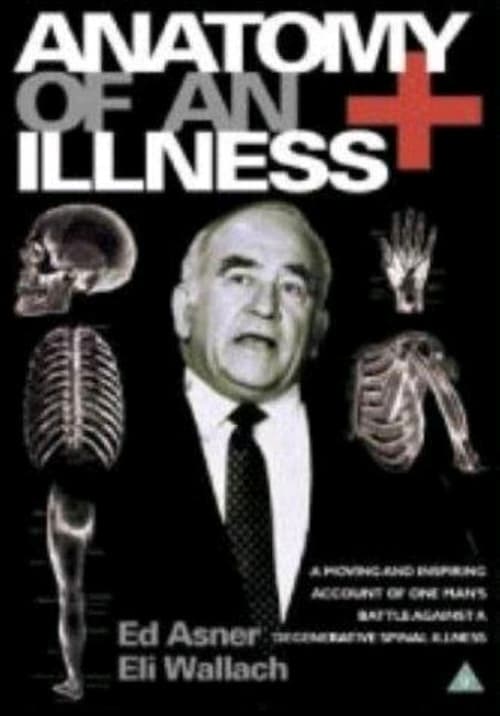 ANATOMY
OF AN
ILLNESS
A MOVING AND INSPIRING
ACCOUNT OF ONE MAN'S
BATTLE AGAINST A
DEGENERATIVE SPINAL ILLNESS
Ed Asner
Eli Wallach